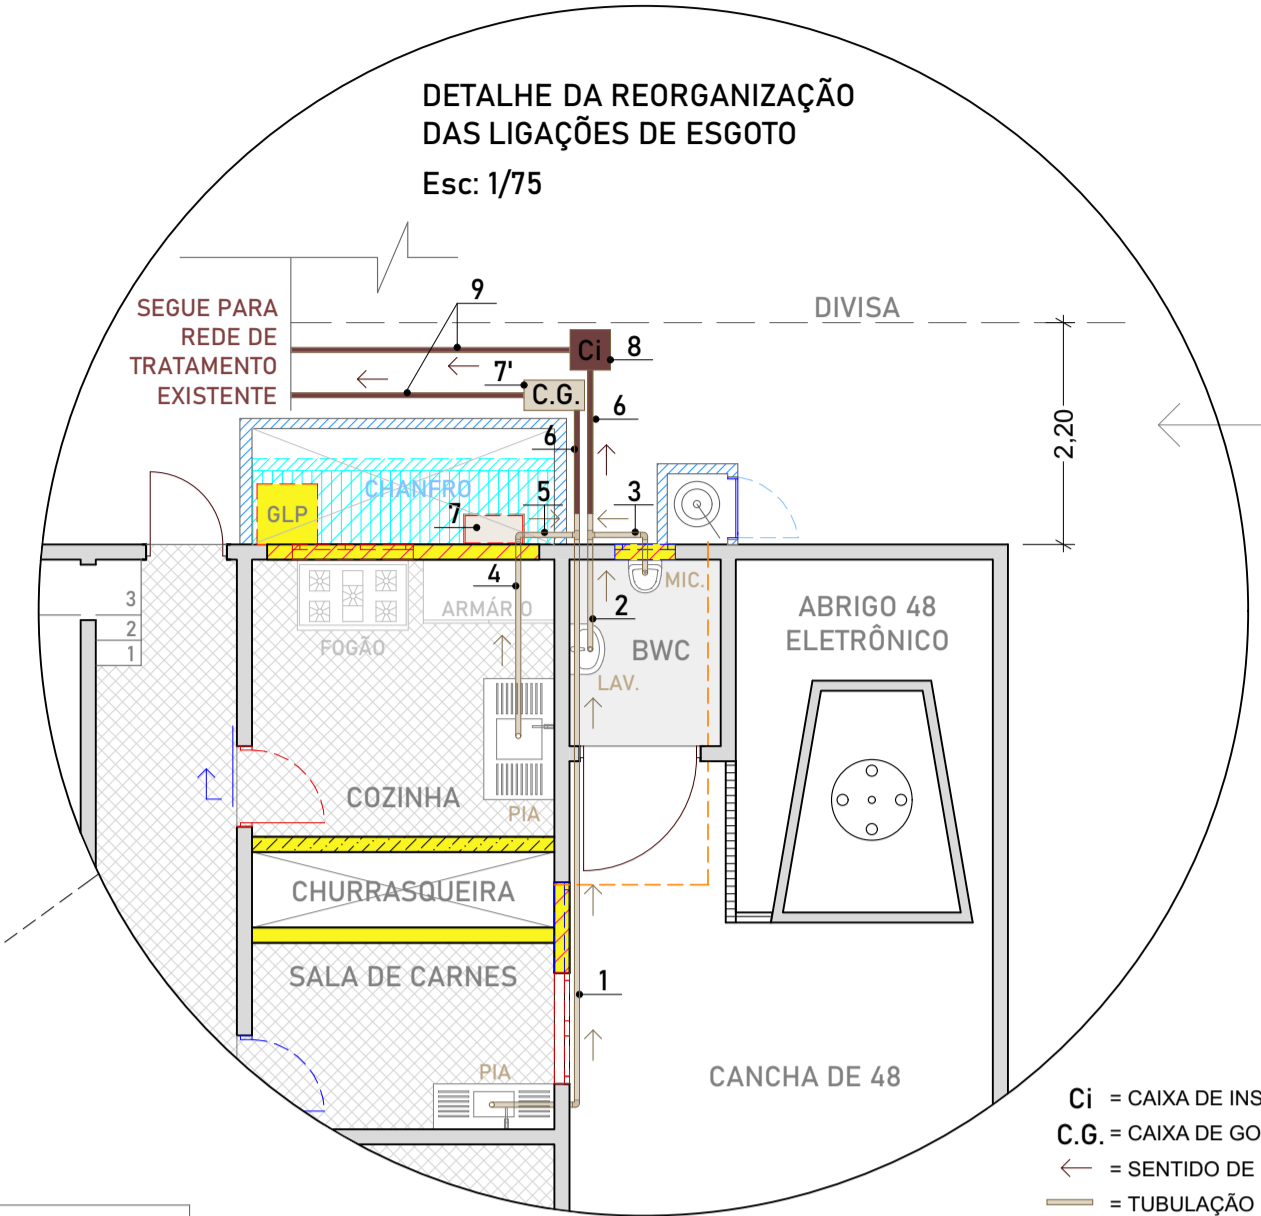 DETALHE DA REORGANIZAÇÃO
DAS LIGAÇÕES DE ESGOTO
Esc: 1/75
9
SEGUE PARA
REDE DE
TRATAMENTO
EXISTENTE
DIVISA
Ci
8
7'
C.G.
6
6
2,20
CHANFRO
GLP
7
5
3
4
MIC.
ARMÁRIO
FOGÃO
2
BWC
LAV.
ABRIGO 48
ELETRÔNICO
3
2
1
COZINHA
PIA
CHURRASQUEIRA
SALA DE CARNES
1
PIA
CANCHA DE 48
Ci = CAIXA DE INS
C.G. = CAIXA DE GO
= SENTIDO DE
= TUBULAÇÃO